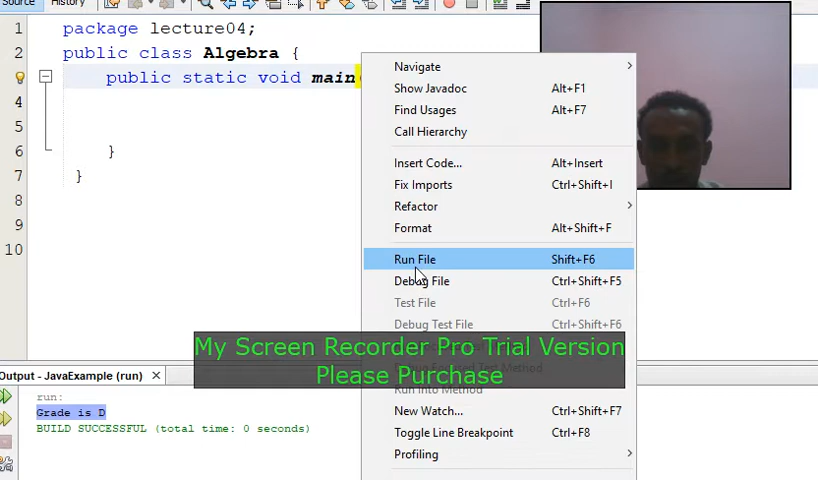 Source History
1 package lecture04;
2 public class Algebra {
public static void main(
4
5
6 }
7 }
8
9
10
Navigate
Show Javadoc Alt+F1
Find Usages Alt+F7
Call Hierarchy
Insert Code... Alt+Insert
Fix Imports Ctrl+Shift+I
Refactor
Format Alt+Shift+F
Run File Shift+F6
Debug File Ctrl+Shift+F5
Test File Ctrl+F6
Debug Test File Ctrl+Shift+F6
My Screen Recorder Pro Trial Version
Please Purchase
Method
Run Into Method
New Watch... Ctrl+Shift+F7
Toggle Line Breakpoint Ctrl+F8
Profiling
Output - JavaExample (run)
run:
Grade is D
BUILD SUCCESSFUL (total time: 0 seconds)